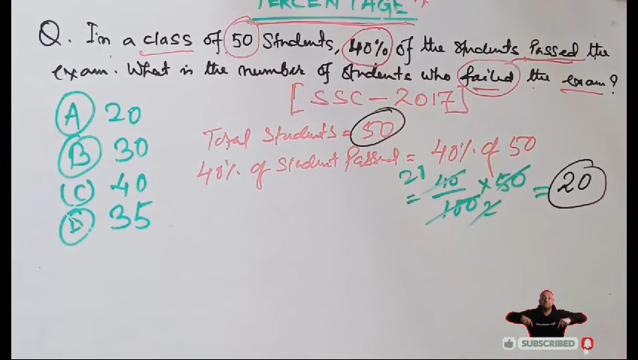 PERCENTAGE
Q. In a class of 50 Students, 40% of the students Passed the
exam. What is the number of students who failed the exam?
[SSC-2017]
A 20
B 30
(C) 40
D 35
Total students = 50
40% of Student Passed = 40% of 50
= 40/100 × 50 = 20
2
SUBSCRIBED